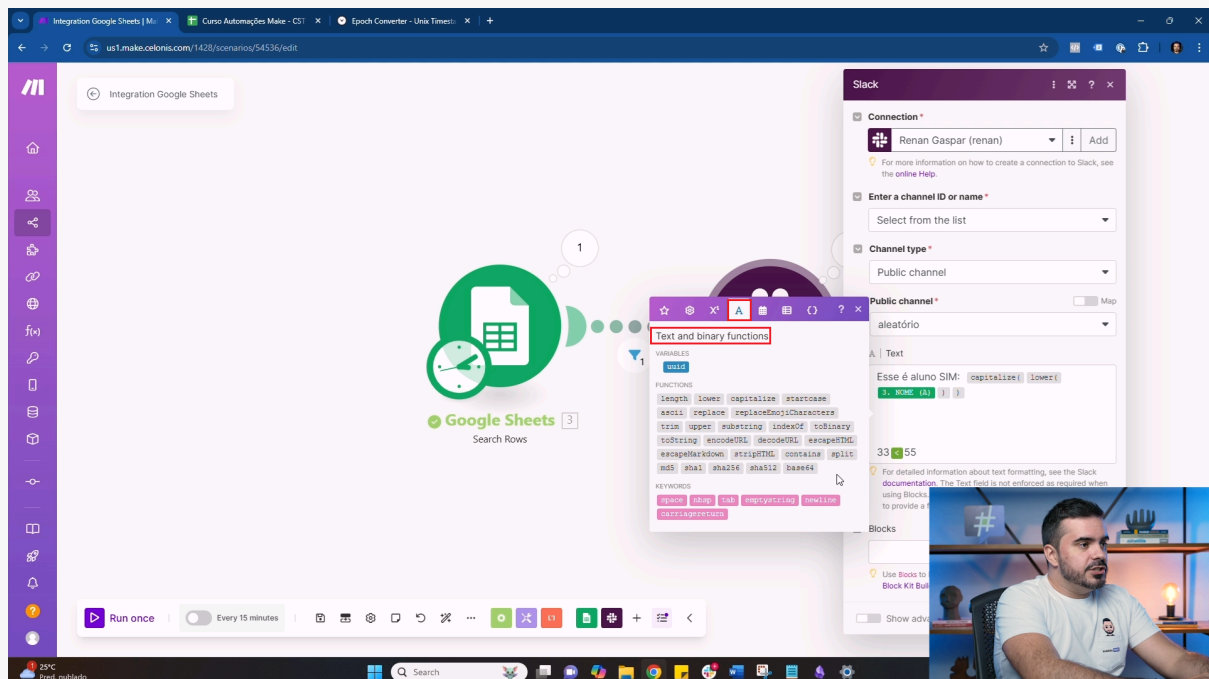 Integration Google Sheets | Ma
Curso Automações Make - CST
Epoch Converter - Unix Timesta
us1.make.celonis.com/1428/scenarios/54536/edit
Integration Google Sheets
1
Google Sheets 3
Search Rows
1
Text and binary functions
VARIABLES
uuid
FUNCTIONS
length lower capitalize startcase
ascii replace replaceEmojiCharacters
trim upper substring indexOf toBinary
toString encodeURL decodeURL escapeHTML
escapeMarkdown stripHTML contains split
md5 sha1 sha256 sha512 base64
KEYWORDS
space nbsp tab emptystring newline
carriagereturn
Slack
Connection *
Renan Gaspar (renan)
Add
For more information on how to create a connection to Slack, see
the online Help.
Enter a channel ID or name *
Select from the list
Channel type *
Public channel
Public channel *
Map
aleatório
A | Text
Esse é aluno SIM: capitalize( lower(
3. NOME (A) ) )
33 < 55
For detailed information about text formatting, see the Slack
documentation. The Text field is not enforced as required when
using Blocks.
to provide a f
Blocks
Use Blocks to
Block Kit Buil
Show adva
Run once
Every 15 minutes
1
25°C
Pred. nublado
Search